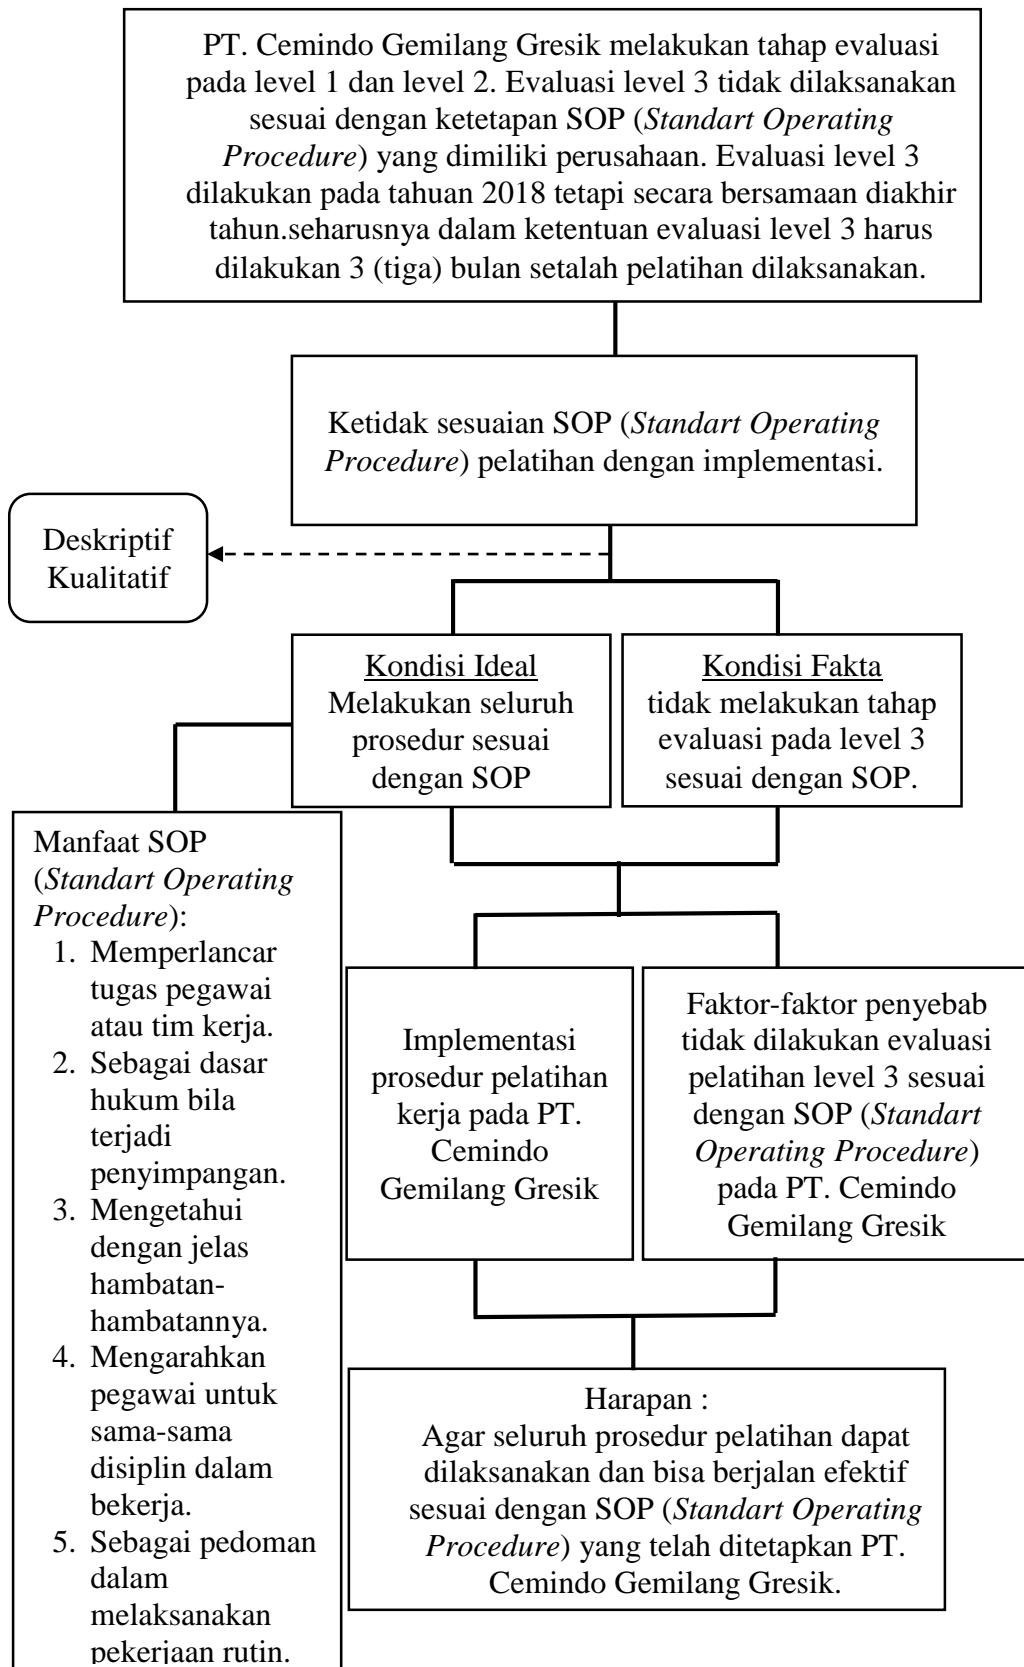 PT. Cemindo Gemilang Gresik melakukan tahap evaluasi
pada level 1 dan level 2. Evaluasi level 3 tidak dilaksanakan
sesuai dengan ketetapan SOP (Standart Operating
Procedure) yang dimiliki perusahaan. Evaluasi level 3
dilakukan pada tahuan 2018 tetapi secara bersamaan diakhir
tahun.seharusnya dalam ketentuan evaluasi level 3 harus
dilakukan 3 (tiga) bulan setalah pelatihan dilaksanakan.
Ketidak sesuaian SOP (Standart Operating
Procedure) pelatihan dengan implementasi.
Deskriptif
Kualitatif
Kondisi Ideal
Melakukan seluruh
prosedur sesuai
dengan SOP
Kondisi Fakta
tidak melakukan tahap
evaluasi pada level 3
sesuai dengan SOP.
Manfaat SOP
(Standart Operating
Procedure):
1. Memperlancar
tugas pegawai
atau tim kerja.
2. Sebagai dasar
hukum bila
terjadi
penyimpangan.
3. Mengetahui
dengan jelas
hambatan-
hambatannya.
4. Mengarahkan
pegawai untuk
sama-sama
disiplin dalam
bekerja.
5. Sebagai pedoman
dalam
melaksanakan
pekerjaan rutin.
Implementasi
prosedur pelatihan
kerja pada PT.
Cemindo
Gemilang Gresik
Faktor-faktor penyebab
tidak dilakukan evaluasi
pelatihan level 3 sesuai
dengan SOP (Standart
Operating Procedure)
pada PT. Cemindo
Gemilang Gresik
Harapan :
Agar seluruh prosedur pelatihan dapat
dilaksanakan dan bisa berjalan efektif
sesuai dengan SOP (Standart Operating
Procedure) yang telah ditetapkan PT.
Cemindo Gemilang Gresik.